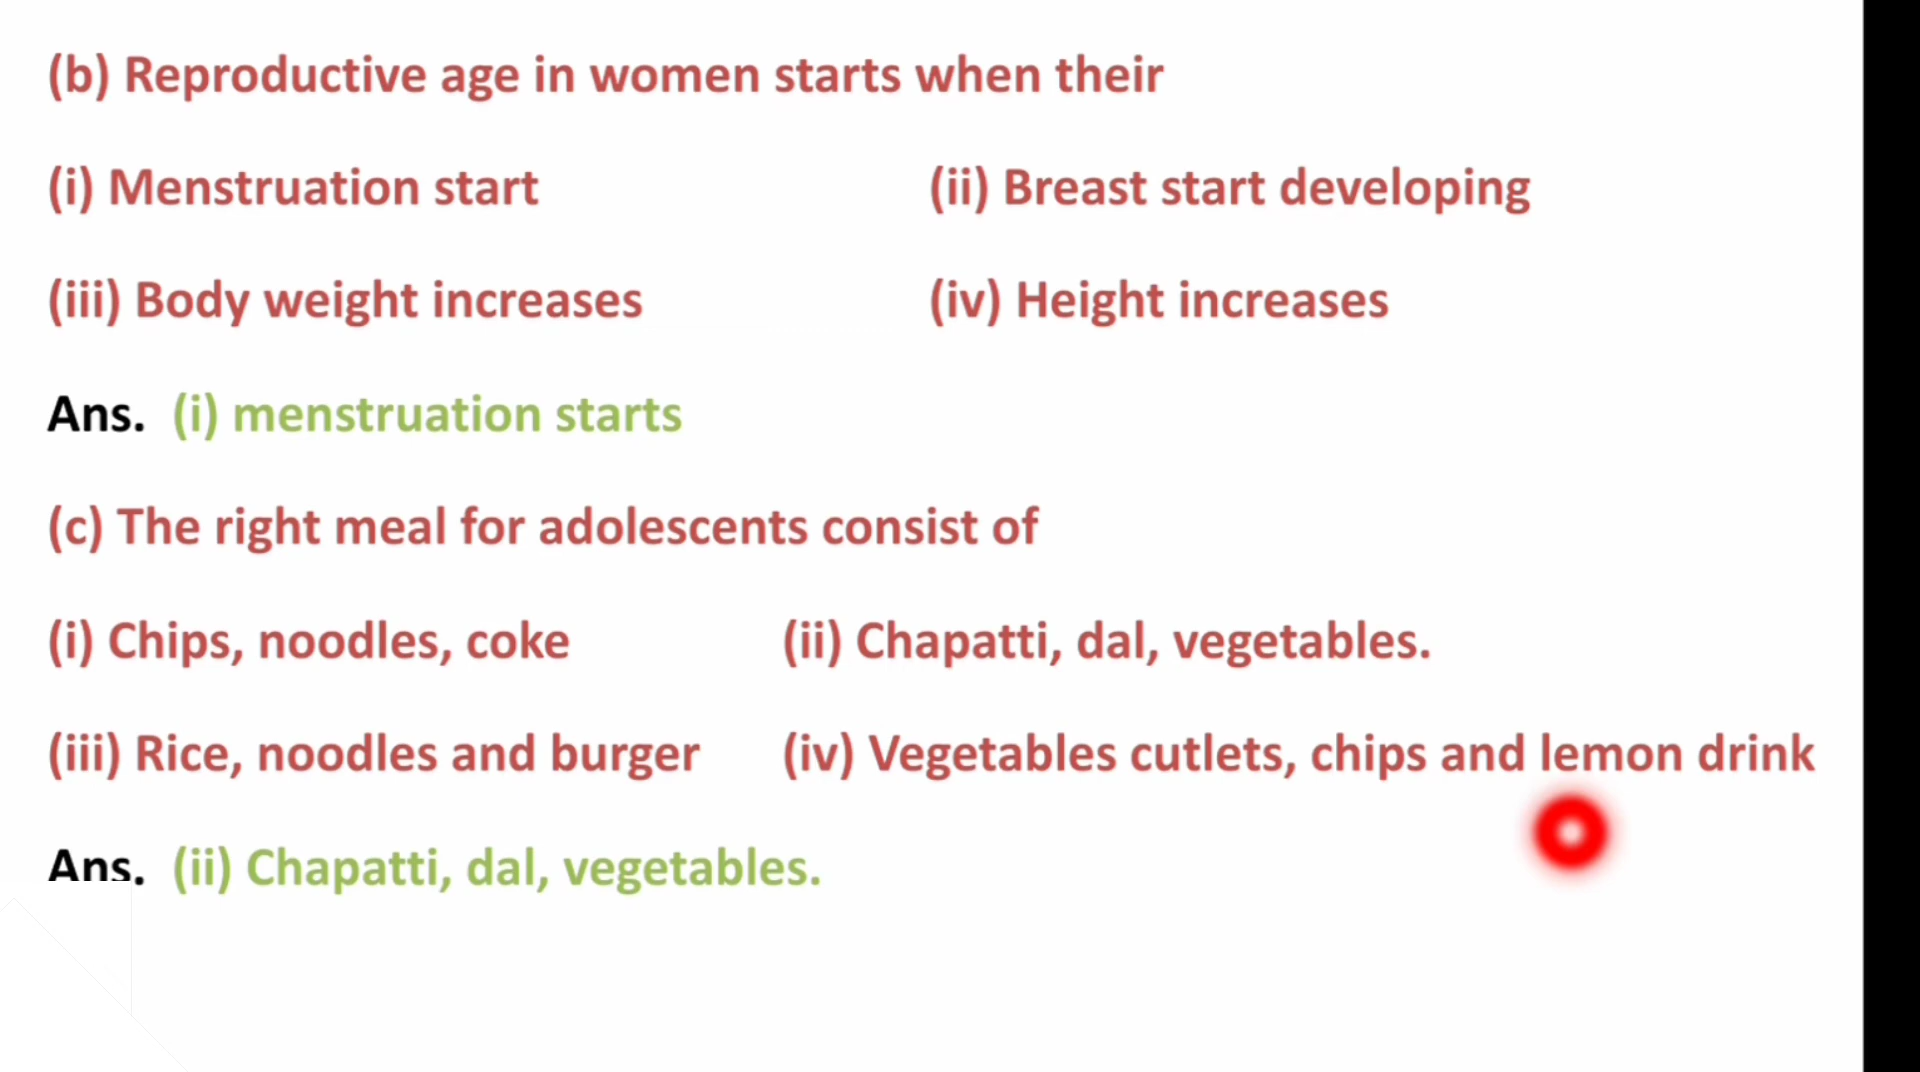 (b) Reproductive age in women starts when their
(i) Menstruation start (ii) Breast start developing
(iii) Body weight increases (iv) Height increases
Ans. (i) menstruation starts
(c) The right meal for adolescents consist of
(i) Chips, noodles, coke (ii) Chapatti, dal, vegetables.
(iii) Rice, noodles and burger (iv) Vegetables cutlets, chips and lemon drink
Ans. (ii) Chapatti, dal, vegetables.